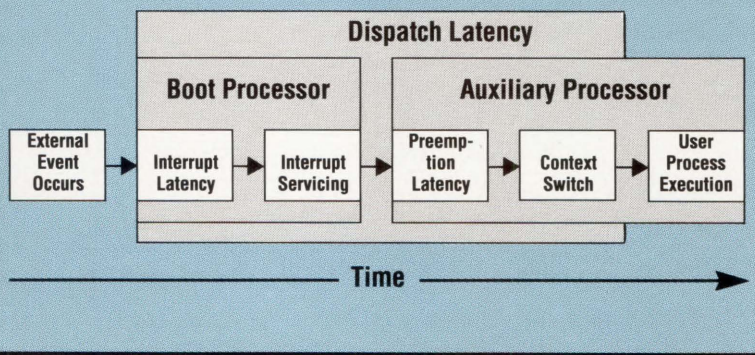 Dispatch Latency
Boot Processor
Auxiliary Processor
External
Event
Occurs
Interrupt
Latency
Interrupt
Servicing
Preemp-
tion
Latency
Context
Switch
User
Process
Execution
Time